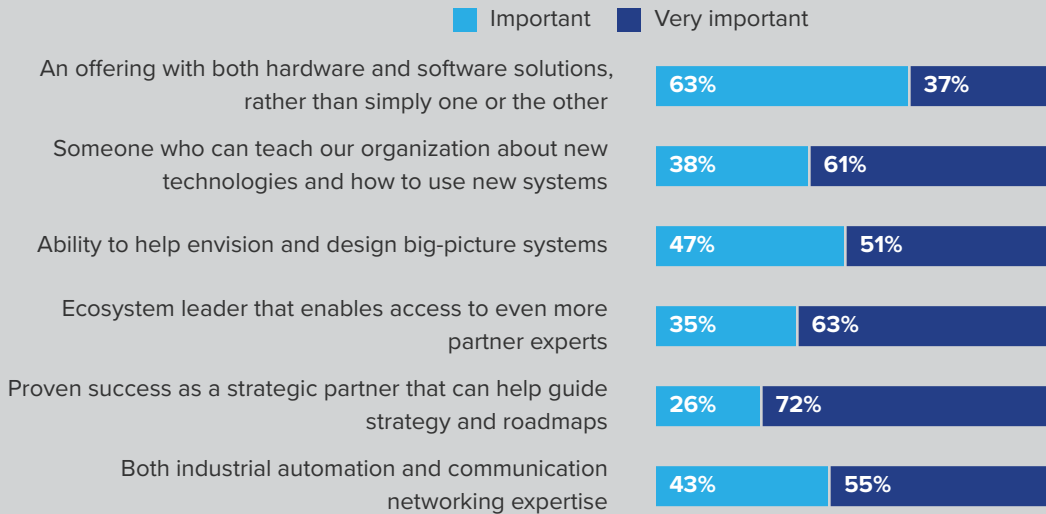 Important Very important
An offering with both hardware and software solutions,
rather than simply one or the other
63% 37%
Someone who can teach our organization about new
technologies and how to use new systems
38% 61%
Ability to help envision and design big-picture systems
47% 51%
Ecosystem leader that enables access to even more
partner experts
35% 63%
Proven success as a strategic partner that can help guide
strategy and roadmaps
26% 72%
Both industrial automation and communication
networking expertise
43% 55%